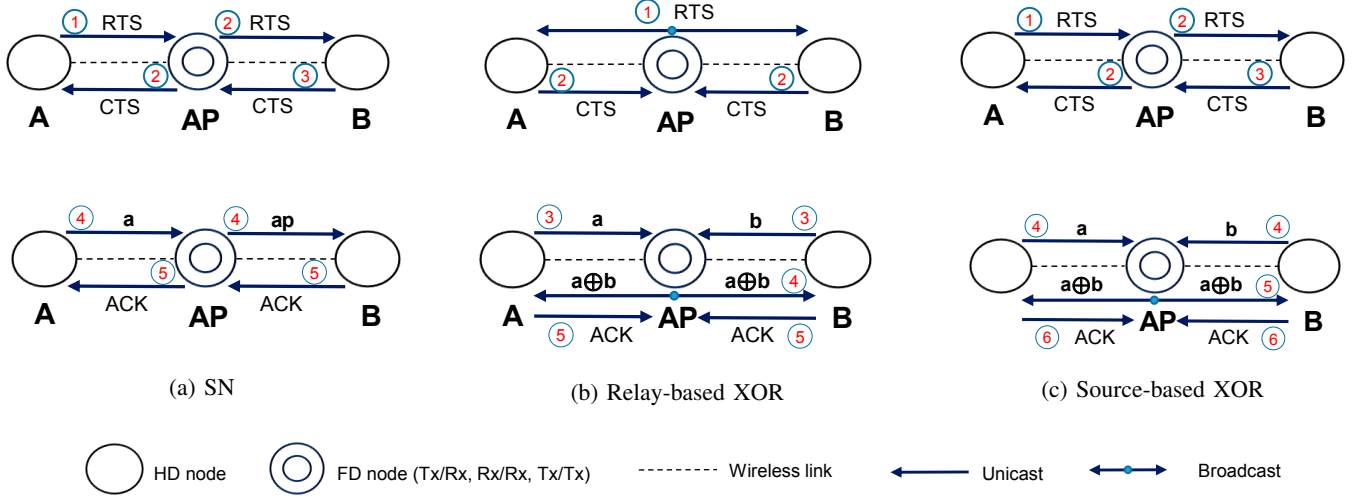 ① RTS ② RTS
② ③
CTS CTS
A AP B
④ a ④ ap
⑤ ⑤
ACK ACK
A AP B
(a) SN
① RTS
② ②
CTS CTS
A AP B
③ a b ③
a⊕b a⊕b ④
A AP B
⑤ ACK ACK ⑤
(b) Relay-based XOR
① RTS ② RTS
② ③
CTS CTS
A AP B
④ a b ④
a⊕b a⊕b ⑤
A AP B
⑥ ACK ACK ⑥
(c) Source-based XOR
HD node FD node (Tx/Rx, Rx/Rx, Tx/Tx) Wireless link Unicast Broadcast